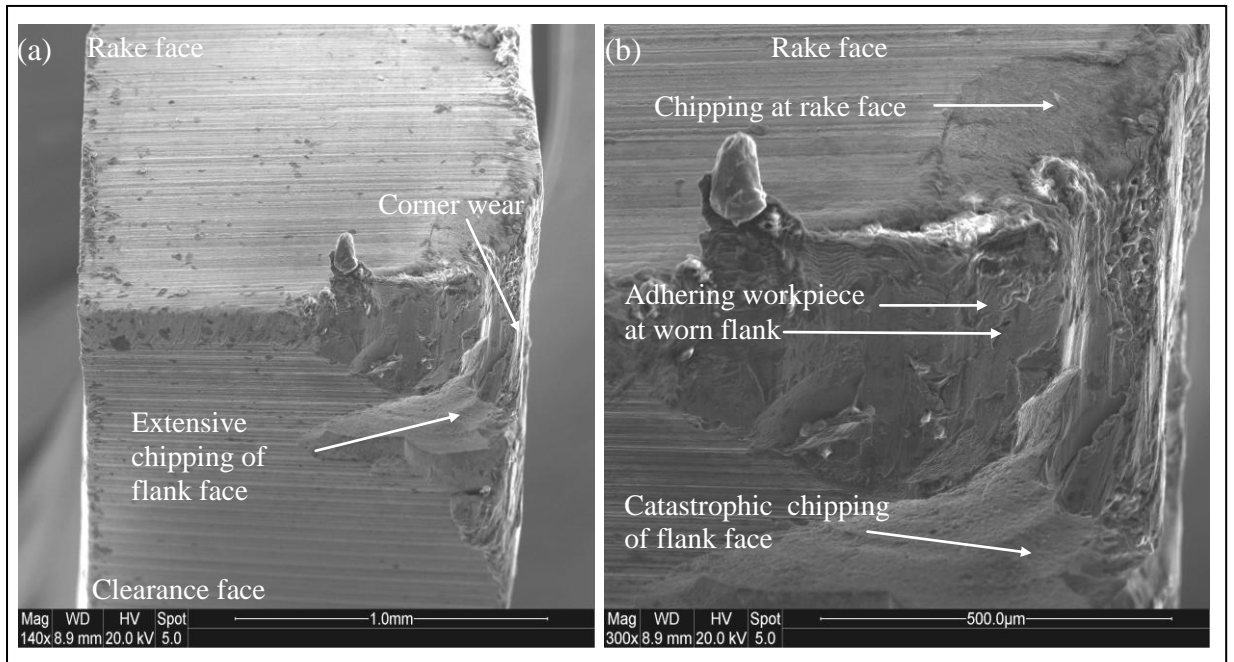 (a) Rake face
Corner wear
Extensive
chipping of
flank face
Clearance face
Mag WD HV Spot
140x 8.9 mm 20.0 kV 5.0
1.0mm
(b) Rake face
Chipping at rake face
Adhering workpiece
at worn flank
Catastrophic chipping
of flank face
Mag WD HV Spot
300x 8.9 mm 20.0 kV 5.0
500.0µm